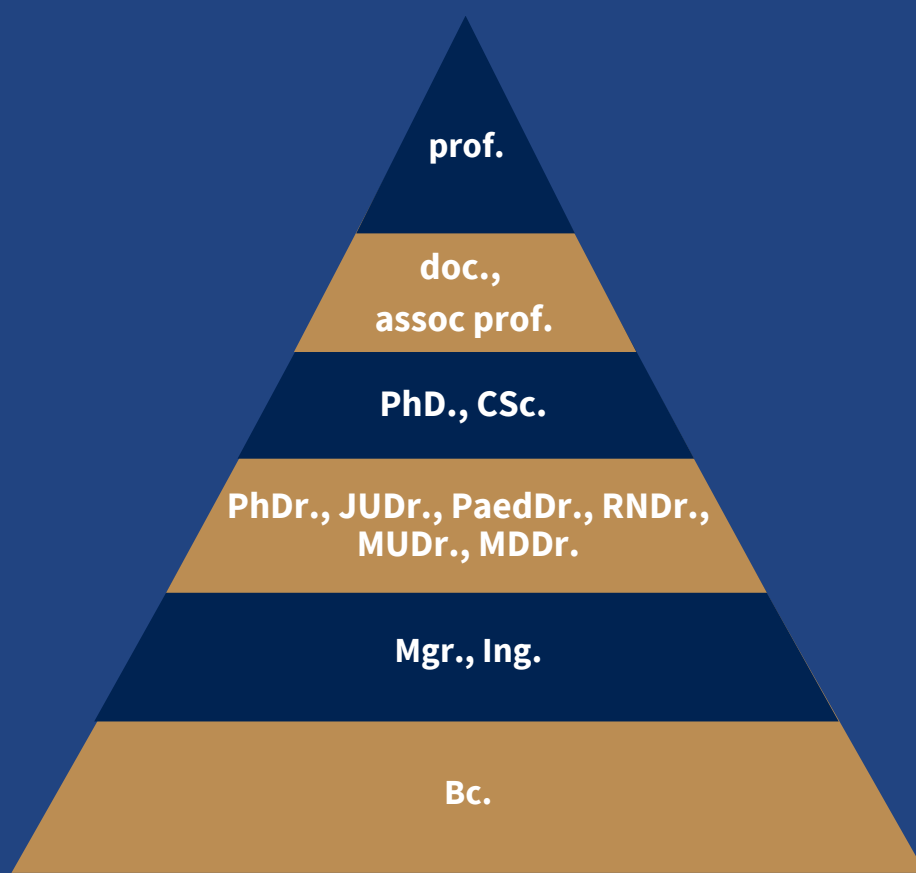 prof.
doc.,
assoc prof.
PhD., CSc.
PhDr., JUDr., PaedDr., RNDr.,
MUDr., MDDr.
Mgr., Ing.
Bc.